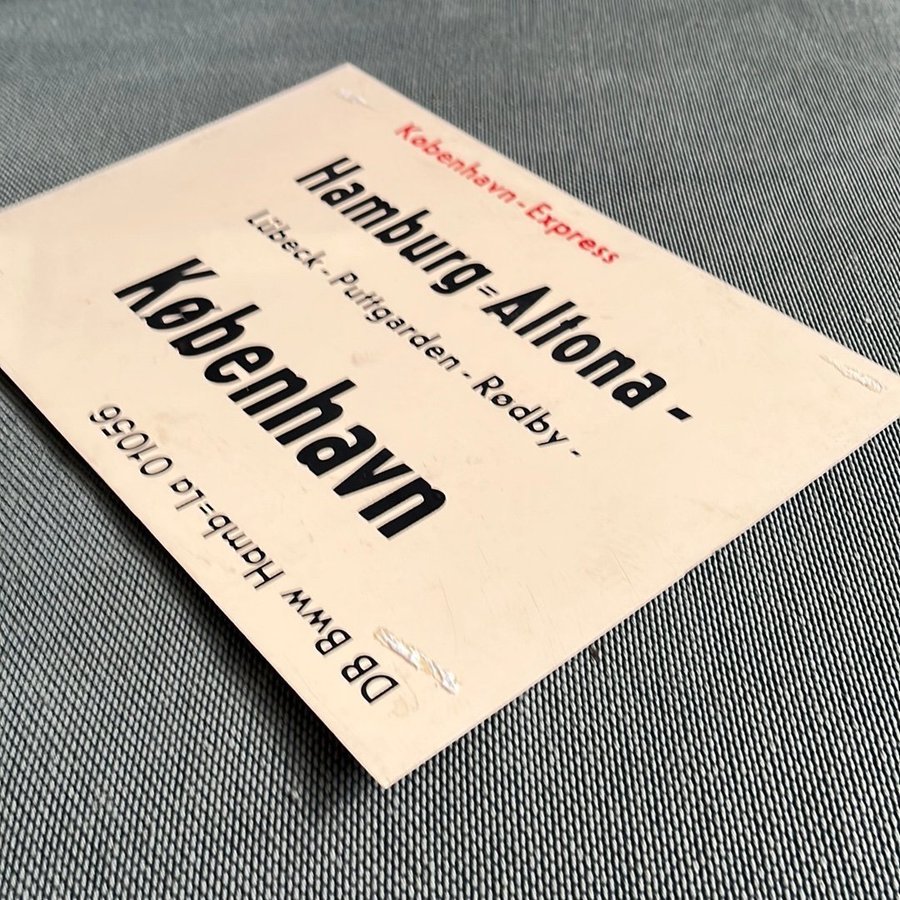 København-Express
Hamburg=Altona -
Lübeck - Puttgarden - Rødby -
København
DB Bww Hamb=La 01056